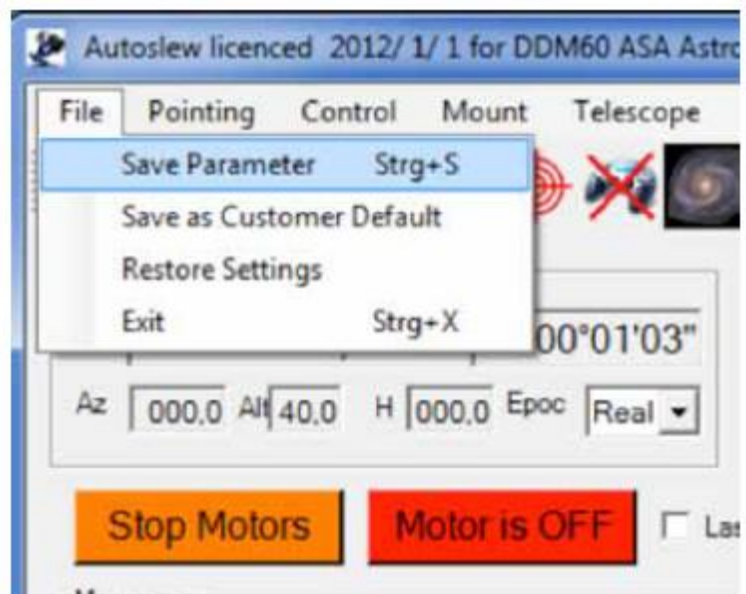 Autoslew licenced 2012/ 1/ 1 for DDM60 ASA
File Pointing Control Mount Telescope
Save Parameter Strg+S
Save as Customer Default
Restore Settings
Exit Strg+X
00°01'03"
Az 000,0 Alt 40,0 H 000,0 Epoc Real
Stop Motors Motor is OFF